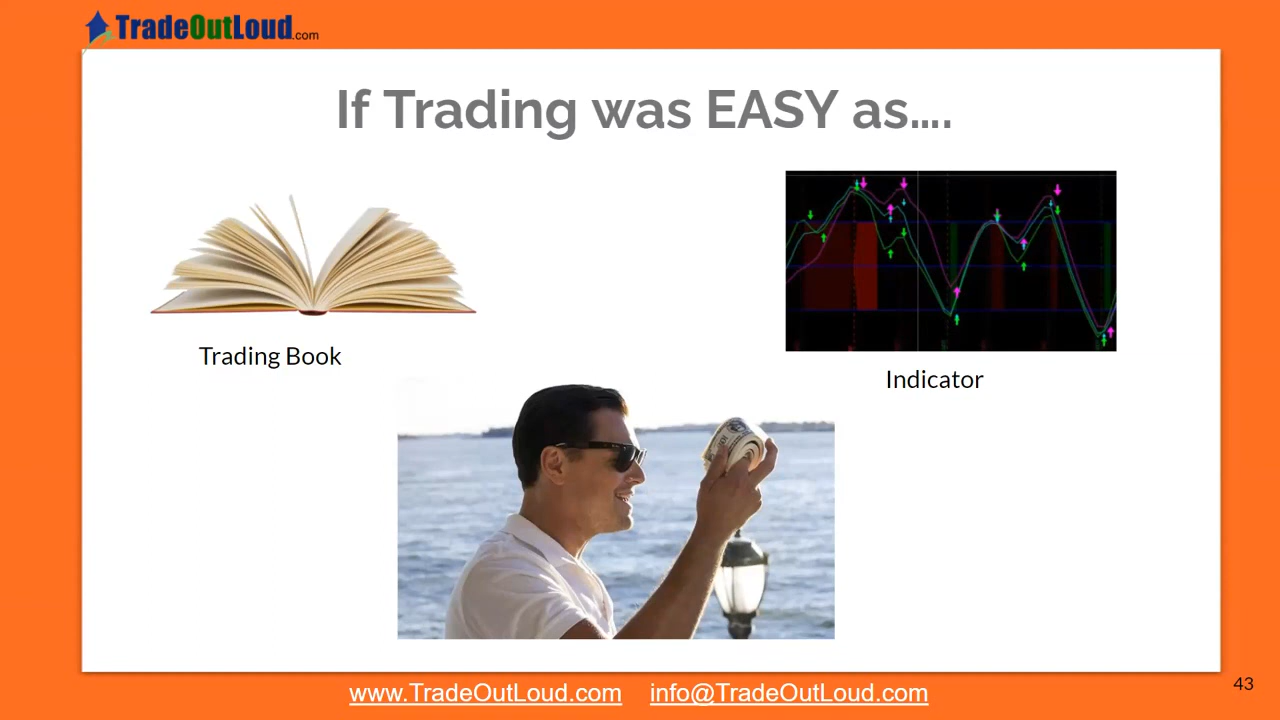 TradeOutLoud.com
If Trading was EASY as....
Trading Book
Indicator
www.TradeOutLoud.com info@TradeOutLoud.com
43